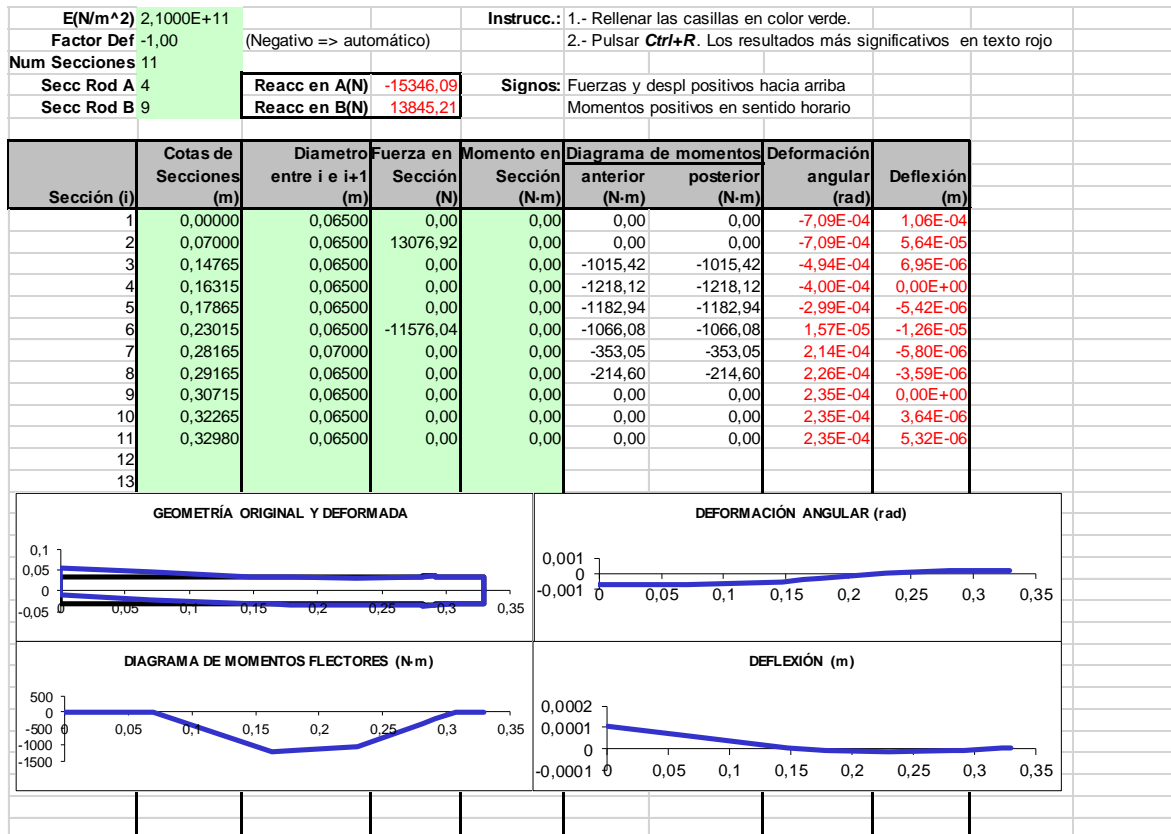 E(N/m^2) 2,1000E+11 Instrucc.: 1.- Rellenar las casillas en color verde.
Factor Def -1,00 (Negativo => automático) 2.- Pulsar Ctrl+R. Los resultados más significativos en texto rojo
Num Secciones 11
Secc Rod A 4 Reacc en A(N) -15346,09 Signos: Fuerzas y despl positivos hacia arriba
Secc Rod B 9 Reacc en B(N) 13845,21 Momentos positivos en sentido horario
Cotas de Diametro Fuerza en Momento en Diagrama de momentos Deformación
Secciones entre i e i+1 Sección Sección anterior posterior angular Deflexión
Sección (i) (m) (m) (N) (N·m) (N·m) (N·m) (rad) (m)
1 0,00000 0,06500 0,00 0,00 0,00 0,00 -7,09E-04 1,06E-04
2 0,07000 0,06500 13076,92 0,00 0,00 0,00 -7,09E-04 5,64E-05
3 0,14765 0,06500 0,00 0,00 -1015,42 -1015,42 -4,94E-04 6,95E-06
4 0,16315 0,06500 0,00 0,00 -1218,12 -1218,12 -4,00E-04 0,00E+00
5 0,17865 0,06500 0,00 0,00 -1182,94 -1182,94 -2,99E-04 -5,42E-06
6 0,23015 0,06500 -11576,04 0,00 -1066,08 -1066,08 1,57E-05 -1,26E-05
7 0,28165 0,07000 0,00 0,00 -353,05 -353,05 2,14E-04 -5,80E-06
8 0,29165 0,06500 0,00 0,00 -214,60 -214,60 2,26E-04 -3,59E-06
9 0,30715 0,06500 0,00 0,00 0,00 0,00 2,35E-04 0,00E+00
10 0,32265 0,06500 0,00 0,00 0,00 0,00 2,35E-04 3,64E-06
11 0,32980 0,06500 0,00 0,00 0,00 0,00 2,35E-04 5,32E-06
12
13
GEOMETRÍA ORIGINAL Y DEFORMADA
0,1
0,05
0
-0,05
0 0,05 0,1 0,15 0,2 0,25 0,3 0,35
DEFORMACIÓN ANGULAR (rad)
0,001
0
-0,001
0 0,05 0,1 0,15 0,2 0,25 0,3 0,35
DIAGRAMA DE MOMENTOS FLECTORES (N·m)
500
0
-500
-1000
-1500
0 0,05 0,1 0,15 0,2 0,25 0,3 0,35
DEFLEXIÓN (m)
0,0002
0,0001
0
-0,0001
0 0,05 0,1 0,15 0,2 0,25 0,3 0,35